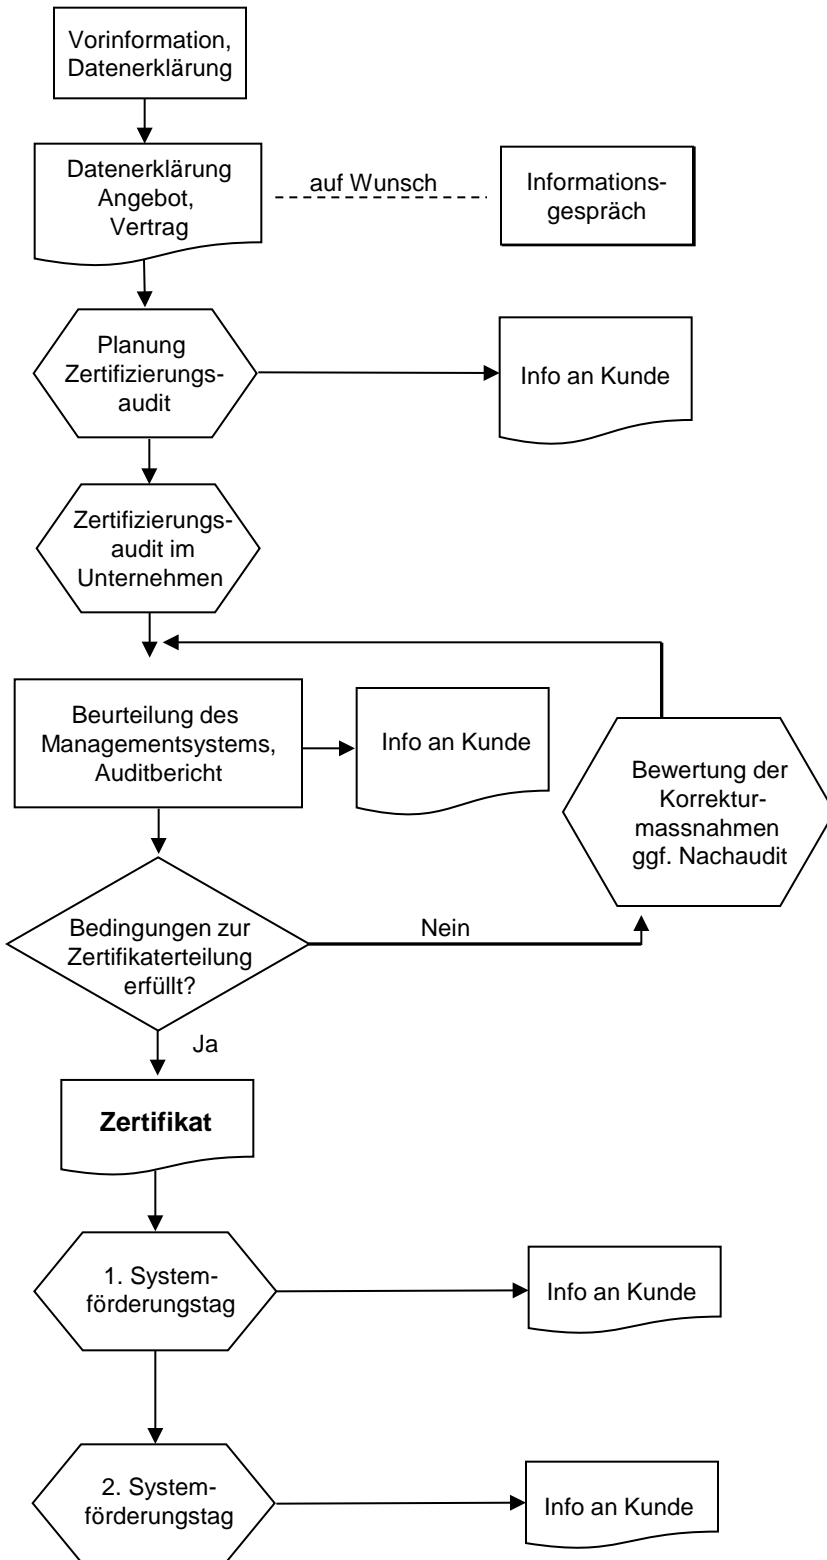 Vorinformation,
Datenerklärung
Datenerklärung
Angebot,
Vertrag
auf Wunsch
Informations-
gespräch
Planung
Zertifizierungs-
audit
Info an Kunde
Zertifizierungs-
audit im
Unternehmen
Beurteilung des
Managementsystems,
Auditbericht
Info an Kunde
Bewertung der
Korrektur-
massnahmen
ggf. Nachaudit
Bedingungen zur
Zertifikaterteilung
erfüllt?
Nein
Ja
Zertifikat
1. System-
förderungstag
Info an Kunde
2. System-
förderungstag
Info an Kunde